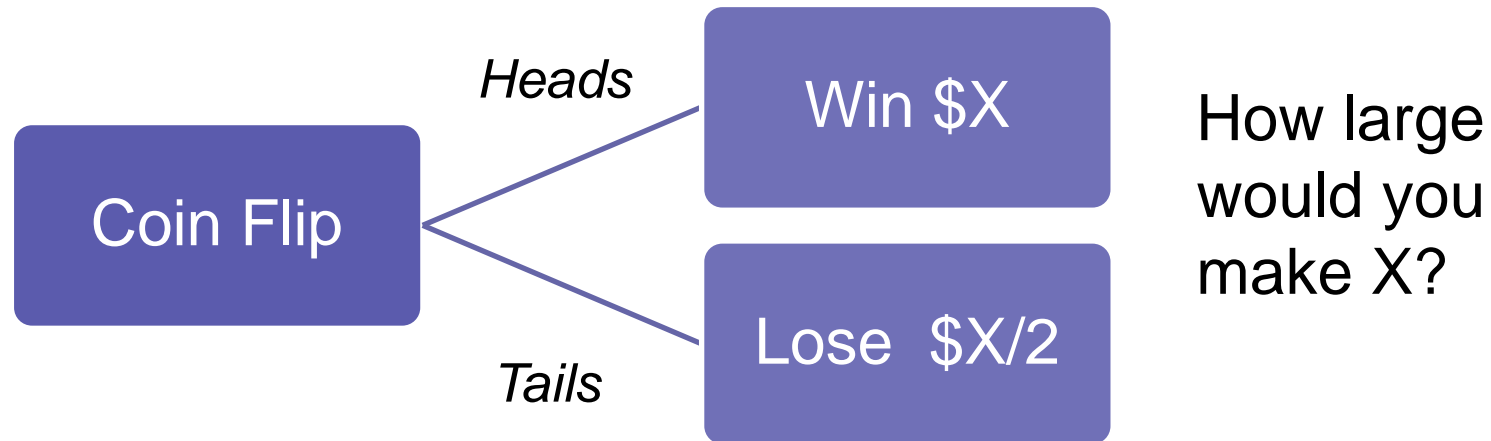 Heads
Win $X
How large
would you
make X?
Coin Flip
Lose $X/2
Tails